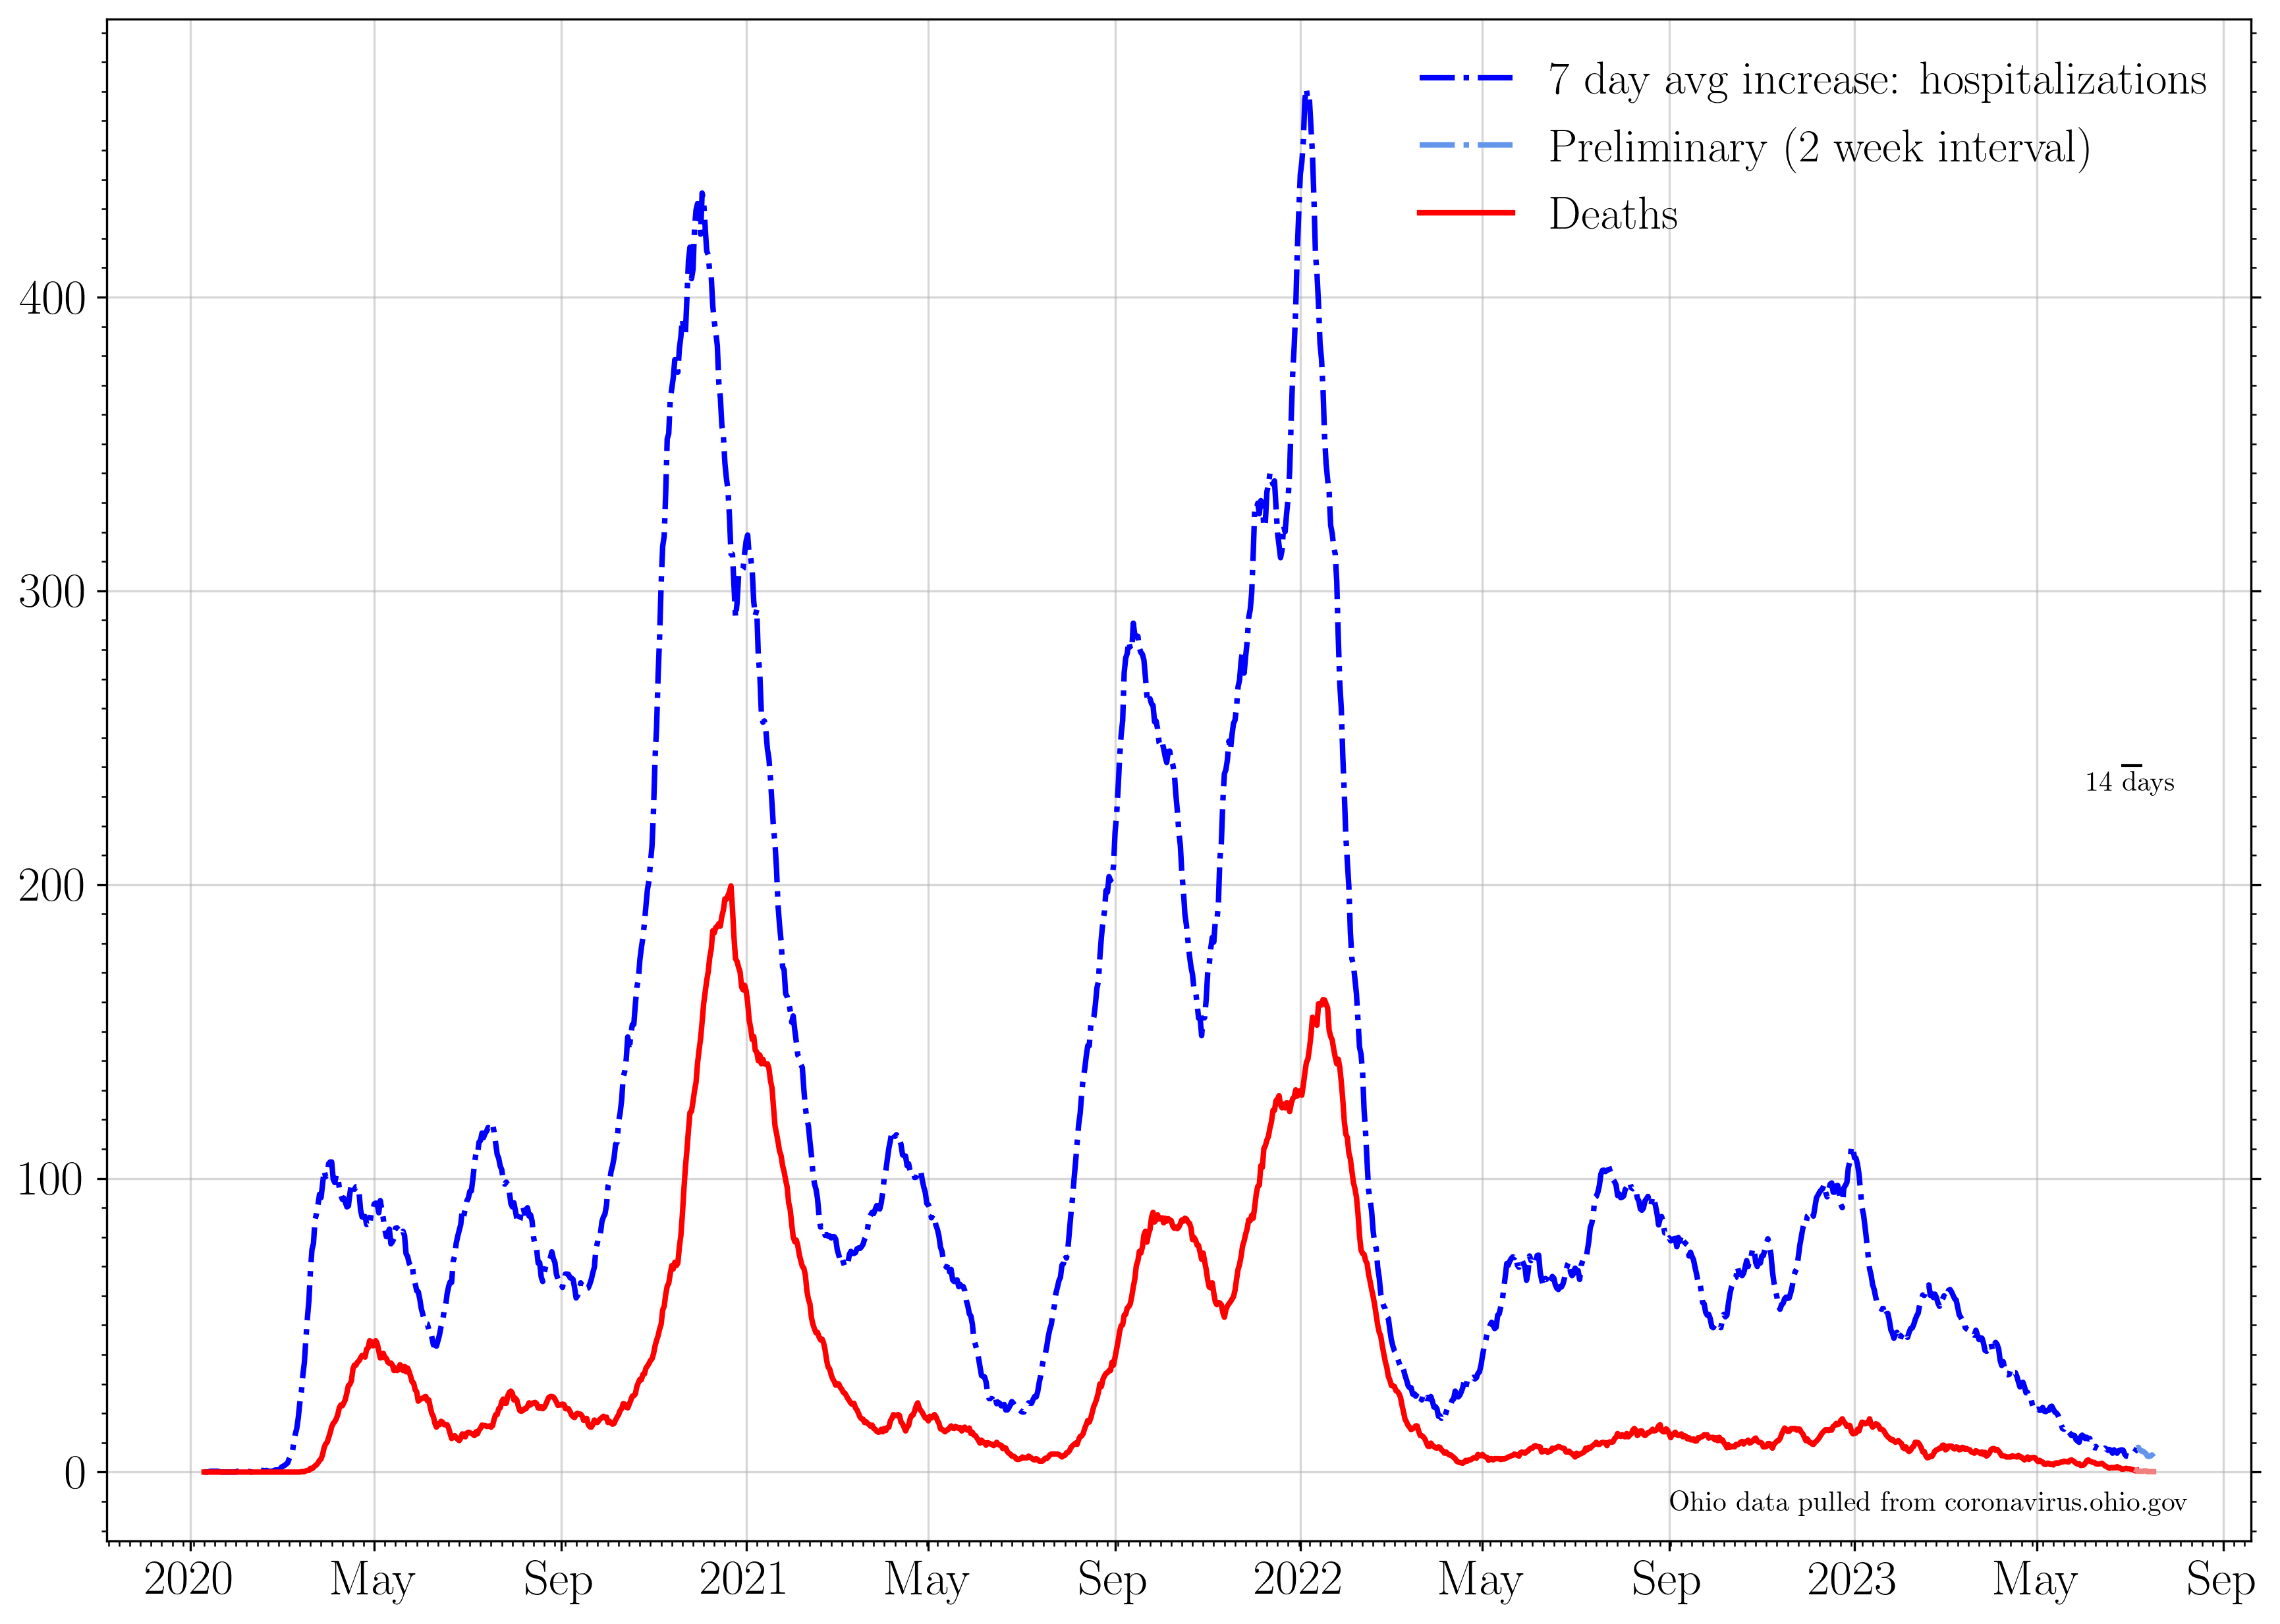 7 day avg increase: hospitalizations
Preliminary (2 week interval)
Deaths
400
300
14 days
200
100
0
Ohio data pulled from coronavirus.ohio.gov
2020 May Sep 2021 May Sep 2022 May Sep 2023 May Sep